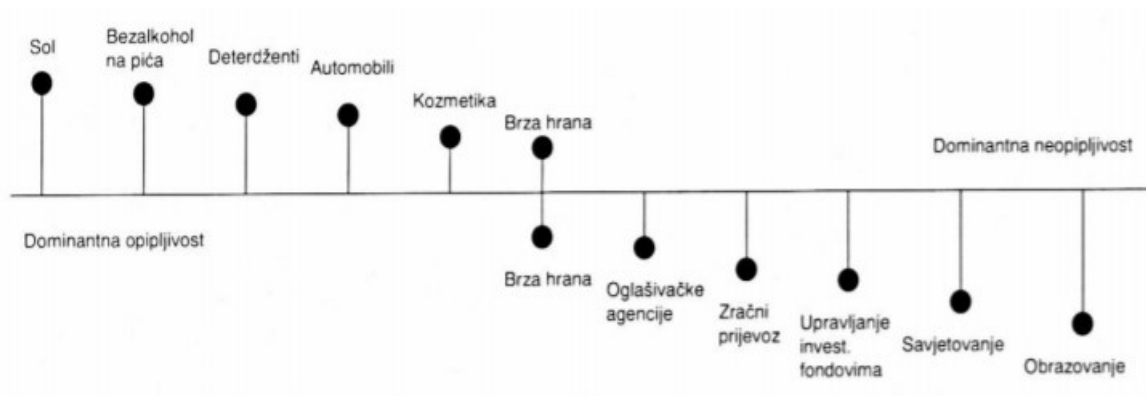 Sol
Bezalkohol
na pića
Deterdženti
Automobili
Kozmetika
Brza hrana
Dominantna neopipljivost
Dominantna opipljivost
Brza hrana
Oglašivačke
agencije
Zračni
prijevoz
Upravljanje
invest.
fondovima
Savjetovanje
Obrazovanje